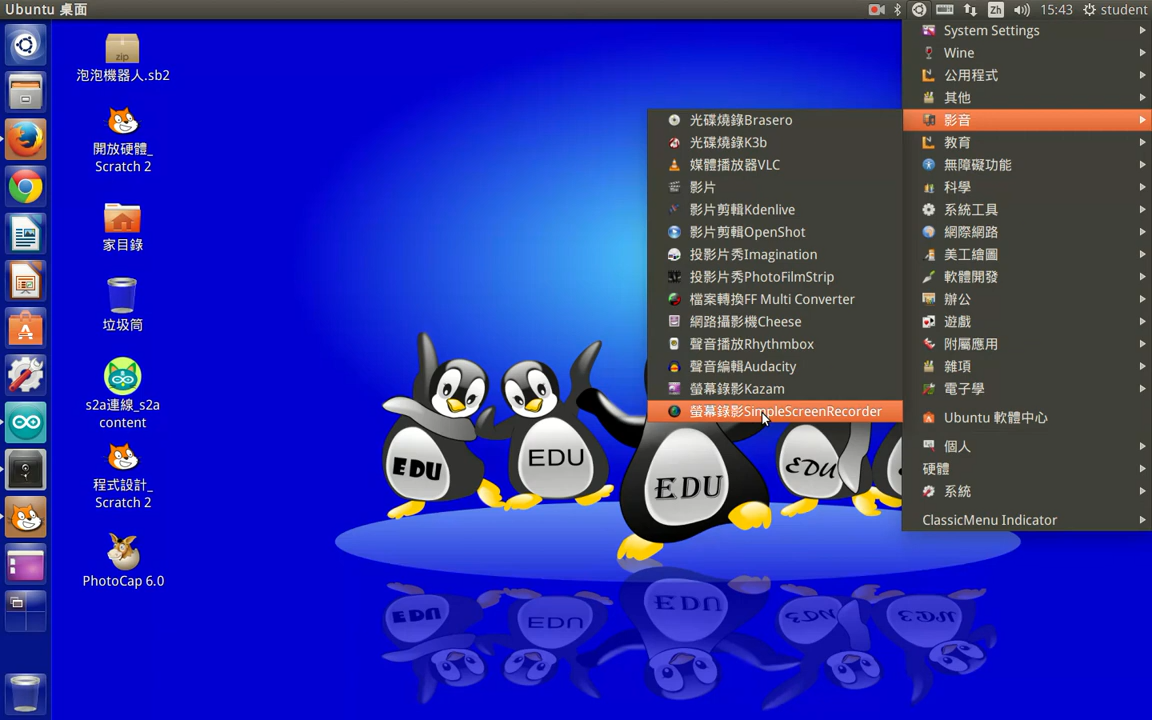 Ubuntu 桌面
Zh
15:43
student
泡泡機器人.sb2
zip
開放硬體_
Scratch 2
家目錄
垃圾筒
s2a連線_s2a
content
程式設計_
Scratch 2
PhotoCap 6.0
光碟燒錄Brasero
光碟燒錄K3b
媒體播放器VLC
影片
影片剪輯Kdenlive
影片剪輯OpenShot
投影片秀Imagination
投影片秀PhotoFilmStrip
檔案轉換FF Multi Converter
網路攝影機Cheese
聲音播放Rhythmbox
聲音編輯Audacity
螢幕錄影Kazam
螢幕錄影SimpleScreenRecorder
System Settings
Wine
公用程式
其他
影音
教育
無障礙功能
科學
系統工具
網際網路
美工繪圖
軟體開發
辦公
遊戲
附屬應用
雜項
電子學
Ubuntu 軟體中心
個人
硬體
系統
ClassicMenu Indicator
EDU
EDU
EDU
EDU